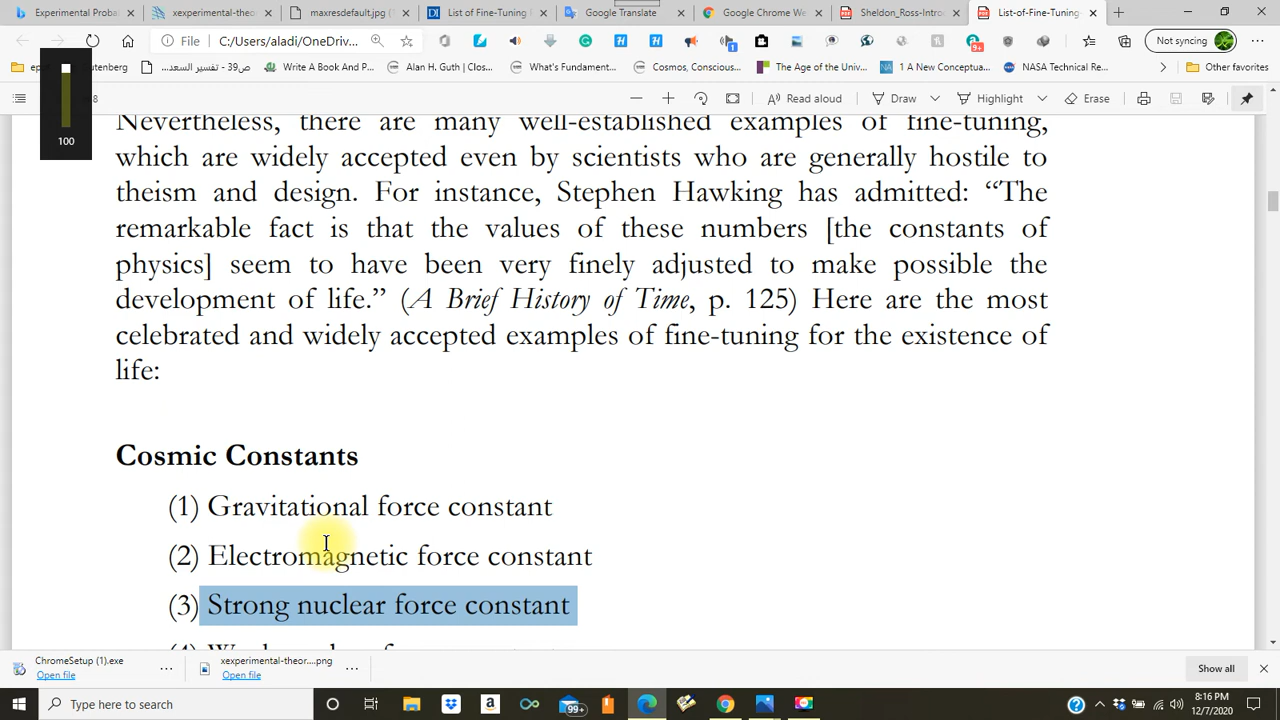 Experimental Proba
xexperimental-theor
maxresdefault.jpg (
List of Fine-Tuning
Google Translate
Google Chrome We
Sheldon_Ross-Intro
List-of-Fine-Tuning
File
C:/Users/aladi/OneDriv...
Not syncing
Gutenberg
ص39 - تفسير السعد...
Write A Book And P...
Alan H. Guth | Clos...
What's Fundament...
Cosmos, Conscious...
The Age of the Univ...
1 A New Conceptua...
NASA Technical Re...
Other favorites
100
8
Read aloud
Draw
Highlight
Erase
Nevertheless, there are many well-established examples of fine-tuning,
which are widely accepted even by scientists who are generally hostile to
theism and design. For instance, Stephen Hawking has admitted: “The
remarkable fact is that the values of these numbers [the constants of
physics] seem to have been very finely adjusted to make possible the
development of life.” (A Brief History of Time, p. 125) Here are the most
celebrated and widely accepted examples of fine-tuning for the existence of
life:
Cosmic Constants
(1) Gravitational force constant
(2) Electromagnetic force constant
(3) Strong nuclear force constant
ChromeSetup (1).exe
Open file
xexperimental-theor....png
Open file
Show all
Type here to search
99+
8:16 PM
12/7/2020